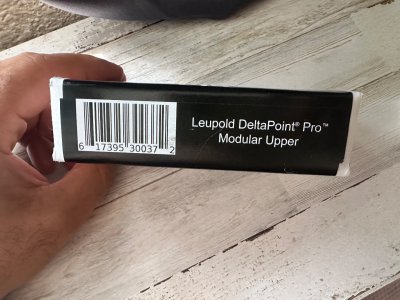 6 17395 30037 2
Leupold DeltaPoint® Pro™
Modular Upper